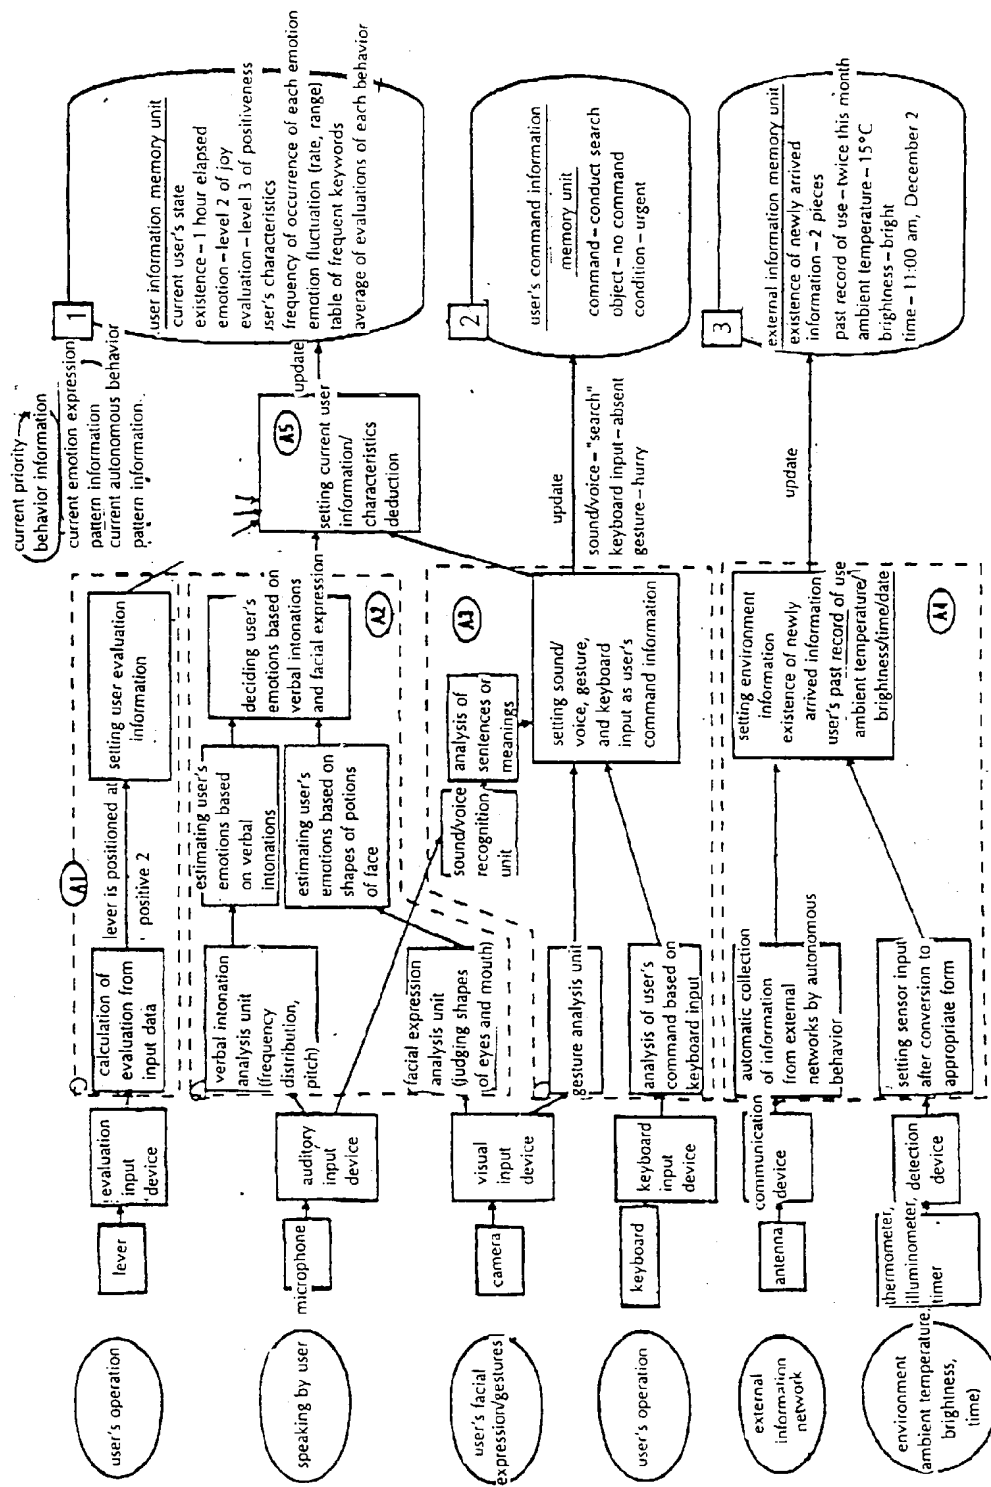 user's operation
speaking by user
user's facial
expression/gestures
user's operation
external
information
network
environment
(ambient temperature,
brightness,
time)
lever
microphone
camera
keyboard
antenna
thermometer,
illuminometer,
timer
evaluation
input
device
auditory
input
device
visual
input
device
keyboard
input
device
communication
device
detection
device
A1
calculation of
evaluation from
input data
lever is positioned at
positive 2
setting user evaluation
information
verbal intonation
analysis unit
(frequency
distribution,
pitch)
estimating user's
emotions based
on verbal
intonations
facial expression
analysis unit
(judging shapes
of eyes and mouth)
estimating user's
emotions based on
shapes of potions
of face
deciding user's
emotions based on
verbal intonations
and facial expression
A2
sound/voice
recognition
unit
analysis of
sentences or
meanings
A3
gesture analysis unit
analysis of user's
command based on
keyboard input
setting sound/
voice, gesture,
and keyboard
input as user's
command information
automatic collection
of information
from external
networks by autonomous
behavior
setting sensor input
after conversion to
appropriate form
setting environment
information
existence of newly
arrived information
user's past record of use
ambient temperature/
brightness/time/date
A4
current priority
behavior information
current emotion expression
pattern information
current autonomous behavior
pattern information
A5
setting current user
information/
characteristics
deduction
update
update
sound/voice – "search"
keyboard input – absent
gesture – hurry
update
1
user information memory unit
current user's state
existence – 1 hour elapsed
emotion – level 2 of joy
evaluation – level 3 of positiveness
user's characteristics
frequency of occurrence of each emotion
emotion fluctuation (rate, range)
table of frequent keywords
average of evaluations of each behavior
2
user's command information
memory unit
command – conduct search
object – no command
condition – urgent
3
external information memory unit
existence of newly arrived
information – 2 pieces
past record of use – twice this month
ambient temperature – 15°C
brightness – bright
time – 11:00 am, December 2